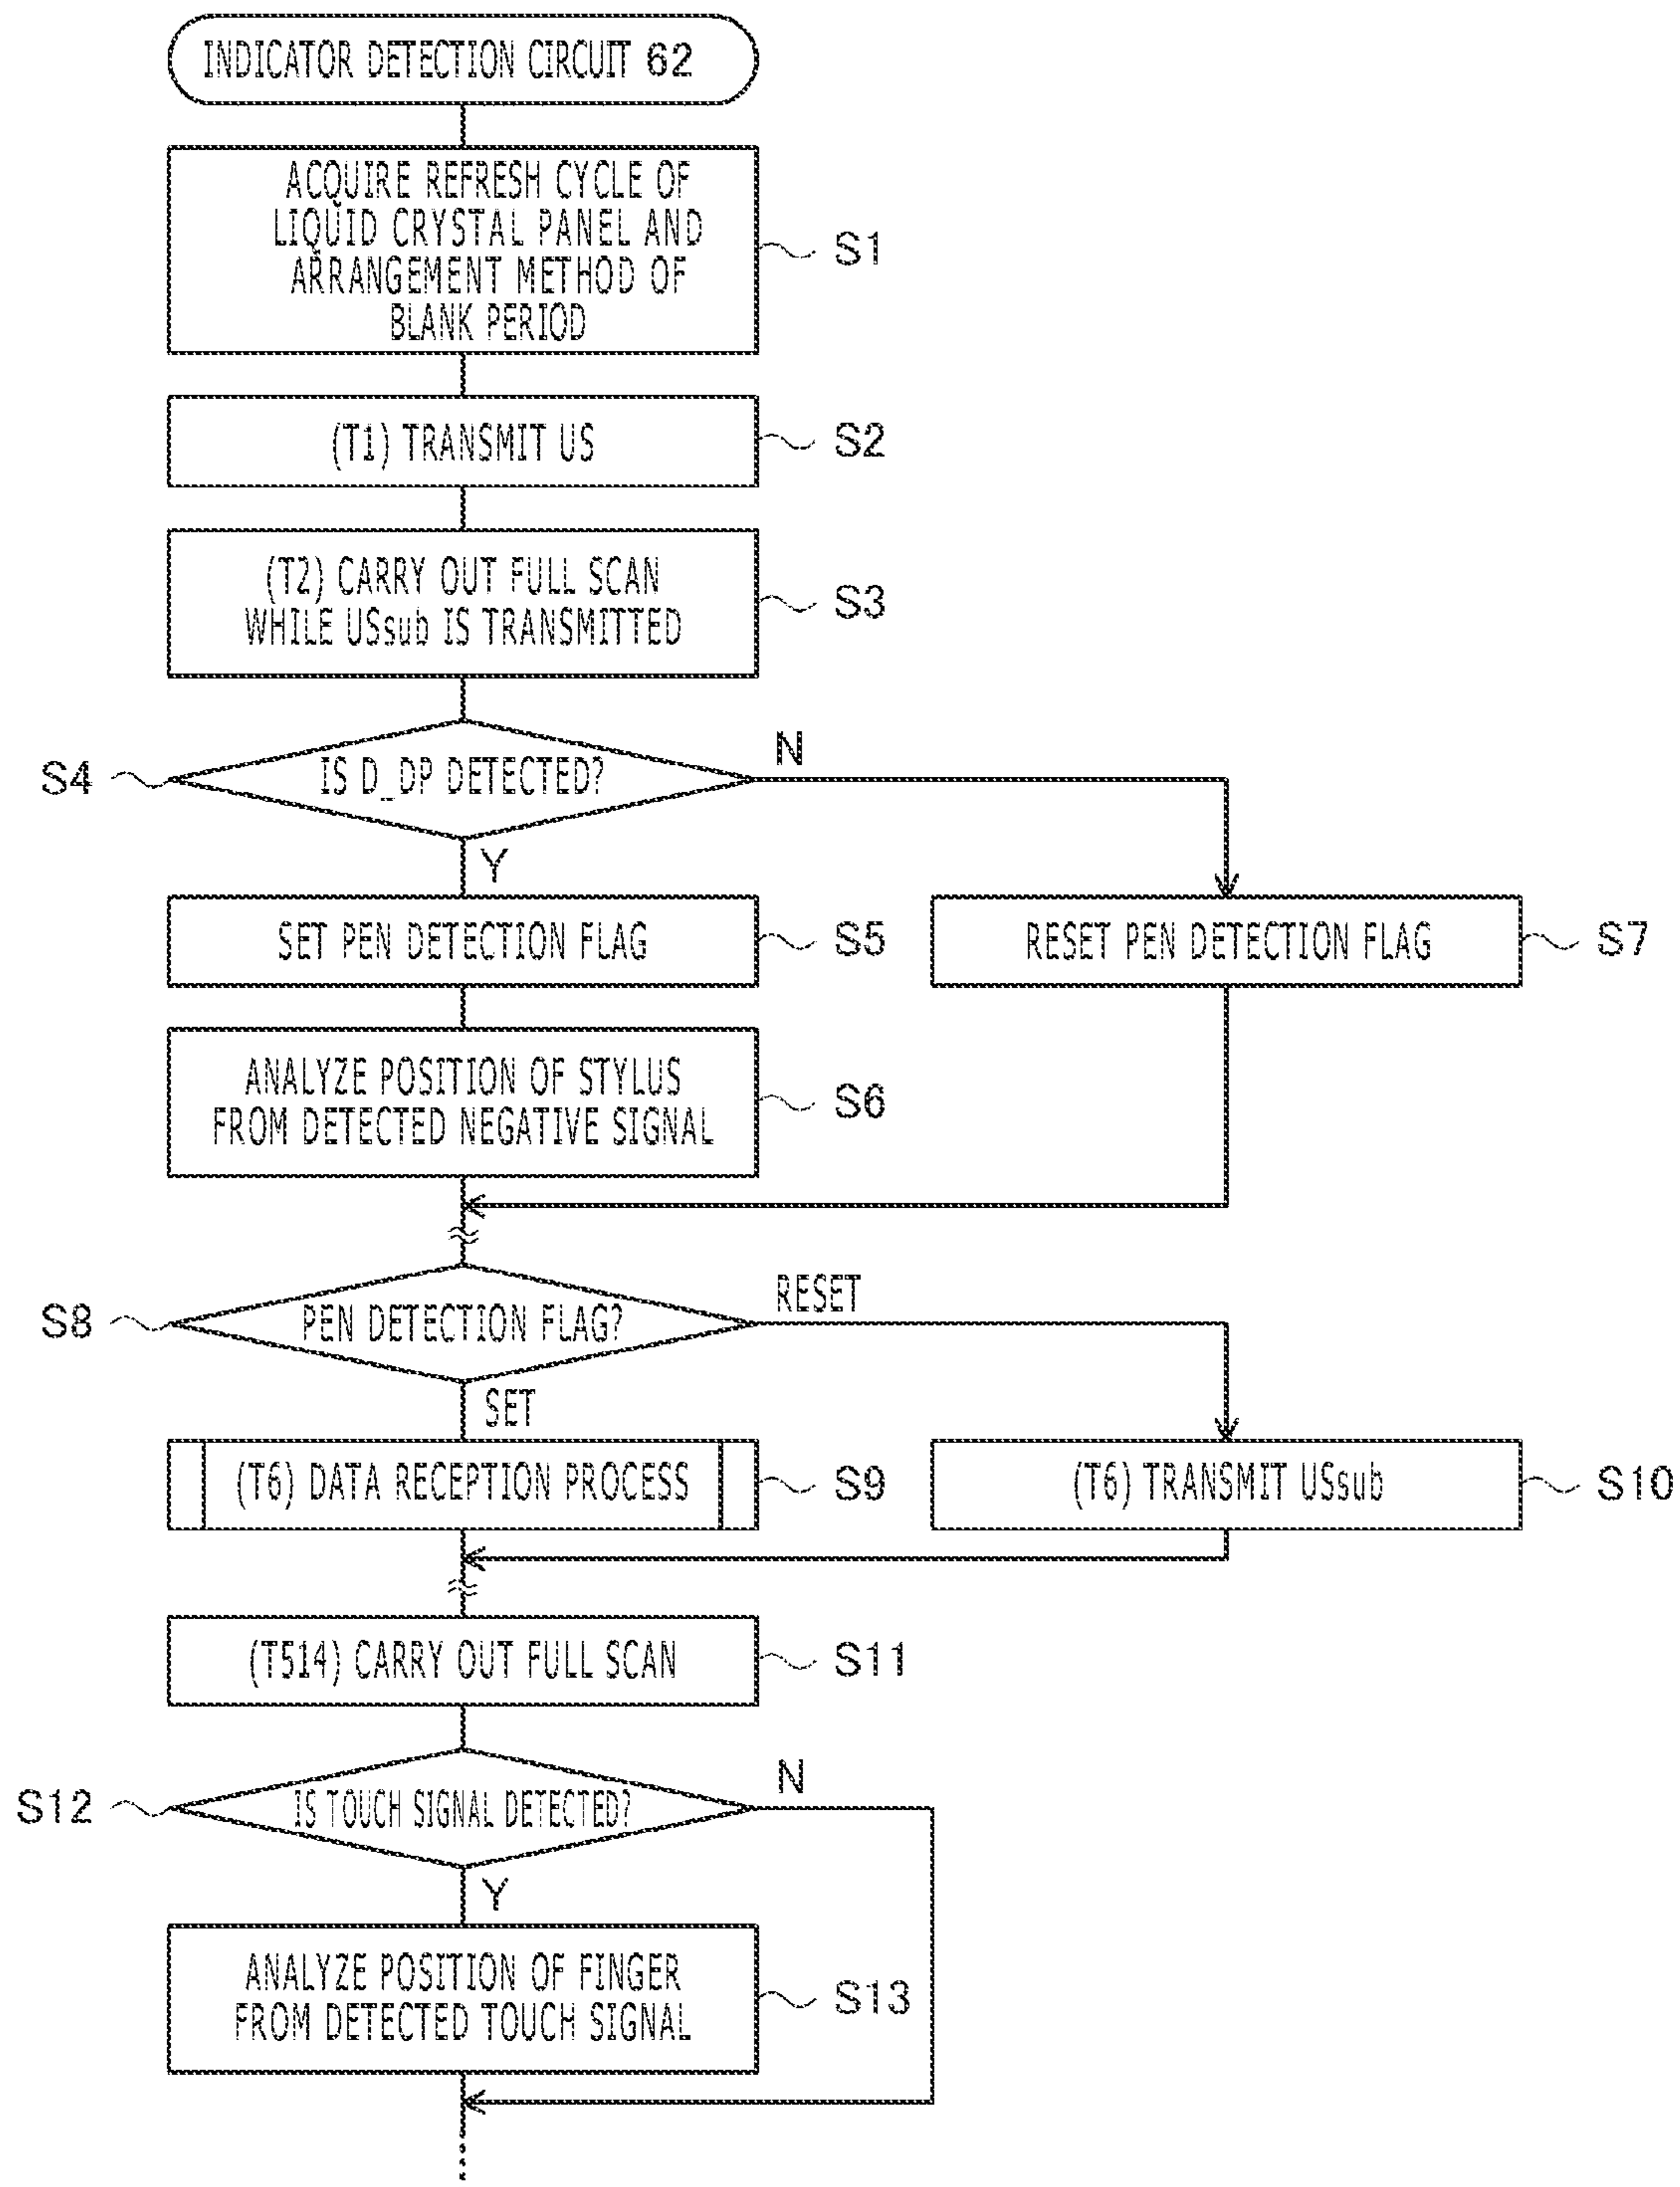 INDICATOR DETECTION CIRCUIT 62
ACQUIRE REFRESH CYCLE OF
LIQUID CRYSTAL PANEL AND
ARRANGEMENT METHOD OF
BLANK PERIOD
S1
(T1) TRANSMIT US
S2
(T2) CARRY OUT FULL SCAN
WHILE USsub IS TRANSMITTED
S3
S4
IS D_DP DETECTED?
N
Y
SET PEN DETECTION FLAG
S5
RESET PEN DETECTION FLAG
S7
ANALYZE POSITION OF STYLUS
FROM DETECTED NEGATIVE SIGNAL
S6
S8
PEN DETECTION FLAG?
RESET
SET
(T6) DATA RECEPTION PROCESS
S9
(T6) TRANSMIT USsub
S10
(T514) CARRY OUT FULL SCAN
S11
S12
IS TOUCH SIGNAL DETECTED?
N
Y
ANALYZE POSITION OF FINGER
FROM DETECTED TOUCH SIGNAL
S13